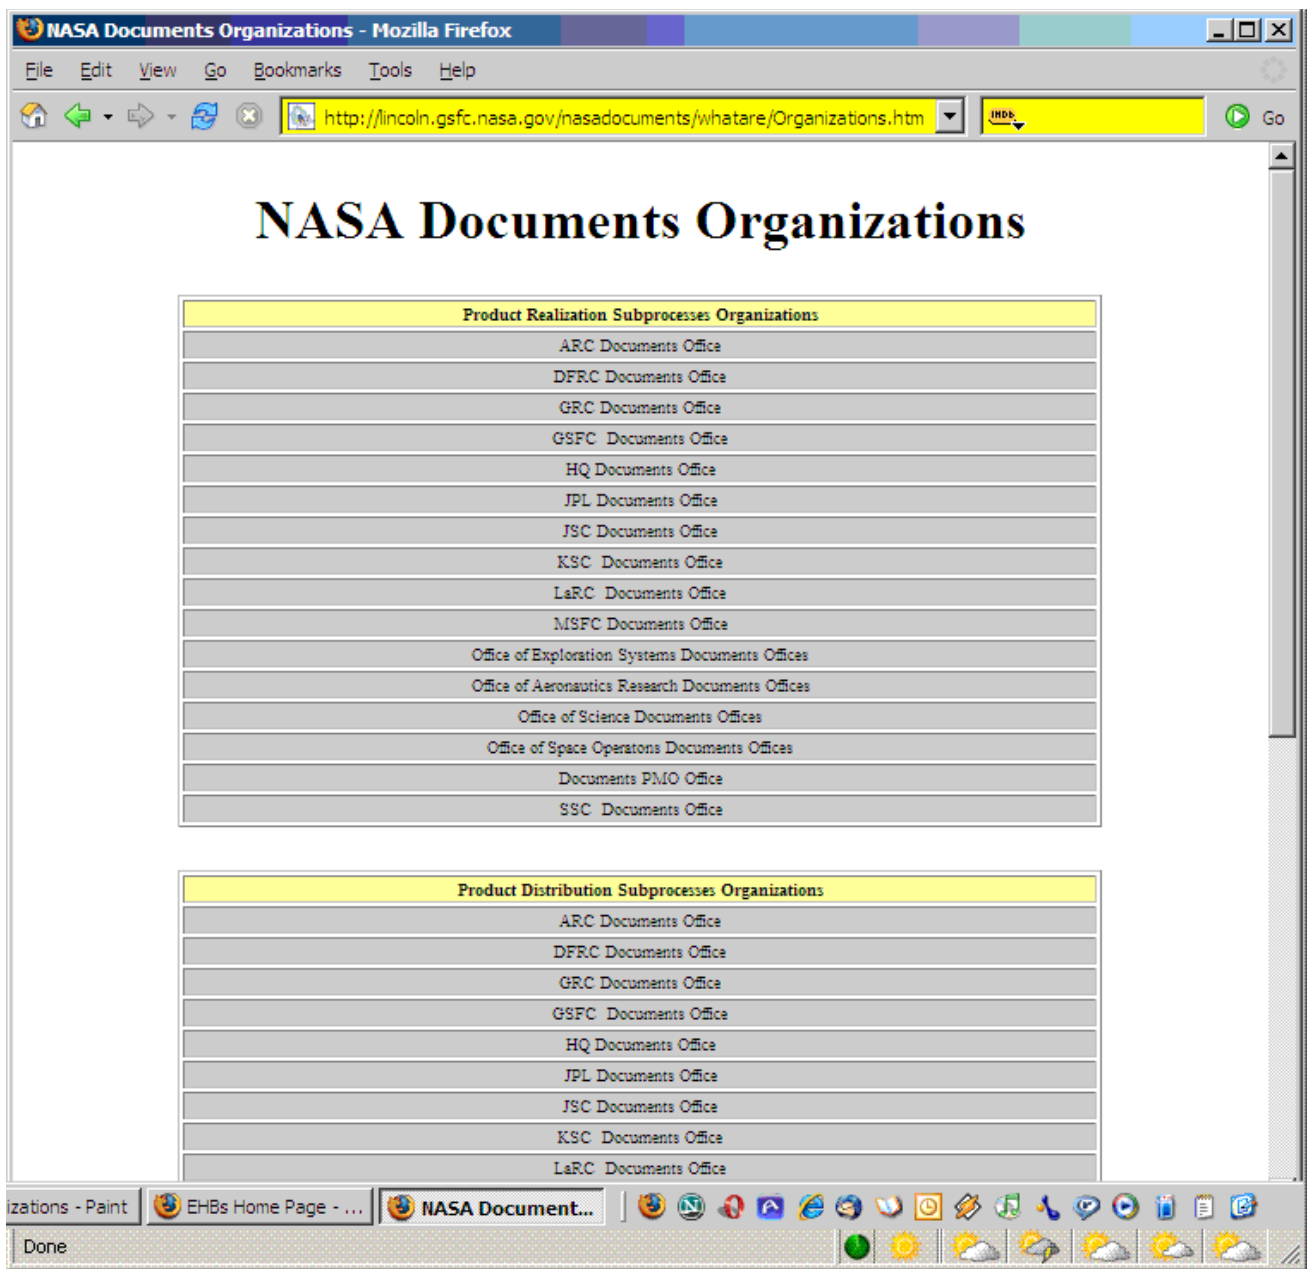 NASA Documents Organizations - Mozilla Firefox
File Edit View Go Bookmarks Tools Help
http://lincoln.gsfc.nasa.gov/nasadocuments/whatare/Organizations.htm IMDb Go
NASA Documents Organizations
Product Realization Subprocesses Organizations
ARC Documents Office
DFRC Documents Office
GRC Documents Office
GSFC Documents Office
HQ Documents Office
JPL Documents Office
JSC Documents Office
KSC Documents Office
LaRC Documents Office
MSFC Documents Office
Office of Exploration Systems Documents Offices
Office of Aeronautics Research Documents Offices
Office of Science Documents Offices
Office of Space Operatons Documents Offices
Documents PMO Office
SSC Documents Office
Product Distribution Subprocesses Organizations
ARC Documents Office
DFRC Documents Office
GRC Documents Office
GSFC Documents Office
HQ Documents Office
JPL Documents Office
JSC Documents Office
KSC Documents Office
LaRC Documents Office
izations - Paint EHBs Home Page - ... NASA Document...
Done